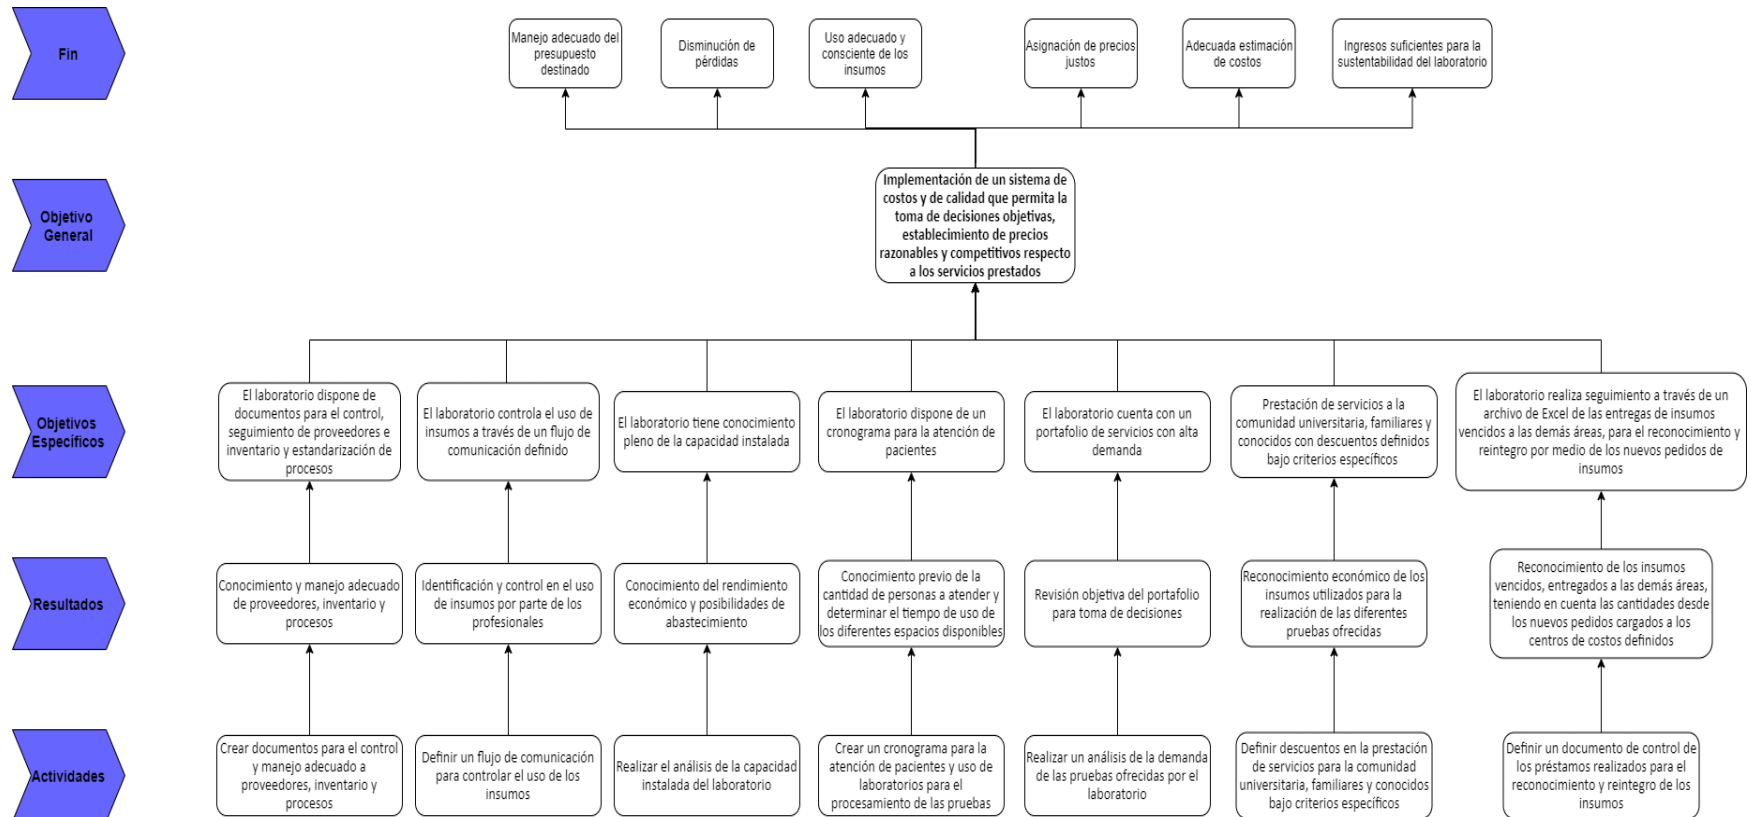 Fin
Manejo adecuado del
presupuesto
destinado
Disminución de
pérdidas
Uso adecuado y
consciente de los
insumos
Asignación de precios
justos
Adecuada estimación
de costos
Ingresos suficientes para la
sustentabilidad del laboratorio
Objetivo
General
Implementación de un sistema de
costos y de calidad que permita la
toma de decisiones objetivas,
establecimiento de precios
razonables y competitivos respecto
a los servicios prestados
Objetivos
Específicos
El laboratorio dispone de
documentos para el control,
seguimiento de proveedores e
inventario y estandarización de
procesos
El laboratorio controla el uso de
insumos a través de un flujo de
comunicación definido
El laboratorio tiene conocimiento
pleno de la capacidad instalada
El laboratorio dispone de un
cronograma para la atención de
pacientes
El laboratorio cuenta con un
portafolio de servicios con alta
demanda
Prestación de servicios a la
comunidad universitaria, familiares y
conocidos con descuentos definidos
bajo criterios específicos
El laboratorio realiza seguimiento a través de un
archivo de Excel de las entregas de insumos
vencidos a las demás áreas, para el reconocimiento y
reintegro por medio de los nuevos pedidos de
insumos
Resultados
Conocimiento y manejo adecuado
de proveedores, inventario y
procesos
Identificación y control en el uso
de insumos por parte de los
profesionales
Conocimiento del rendimiento
económico y posibilidades de
abastecimiento
Conocimiento previo de la
cantidad de personas a atender y
determinar el tiempo de uso de
los diferentes espacios disponibles
Revisión objetiva del portafolio
para toma de decisiones
Reconocimiento económico de los
insumos utilizados para la
realización de las diferentes
pruebas ofrecidas
Reconocimiento de los insumos
vencidos, entregados a las demás áreas,
teniendo en cuenta las cantidades desde
los nuevos pedidos cargados a los
centros de costos definidos
Actividades
Crear documentos para el control
y manejo adecuado a
proveedores, inventario y
procesos
Definir un flujo de comunicación
para controlar el uso de los
insumos
Realizar el análisis de la capacidad
instalada del laboratorio
Crear un cronograma para la
atención de pacientes y uso de
laboratorios para el
procesamiento de las pruebas
Realizar un análisis de la demanda
de las pruebas ofrecidas por el
laboratorio
Definir descuentos en la prestación
de servicios para la comunidad
universitaria, familiares y conocidos
bajo criterios específicos
Definir un documento de control de
los préstamos realizados para el
reconocimiento y reintegro de los
insumos